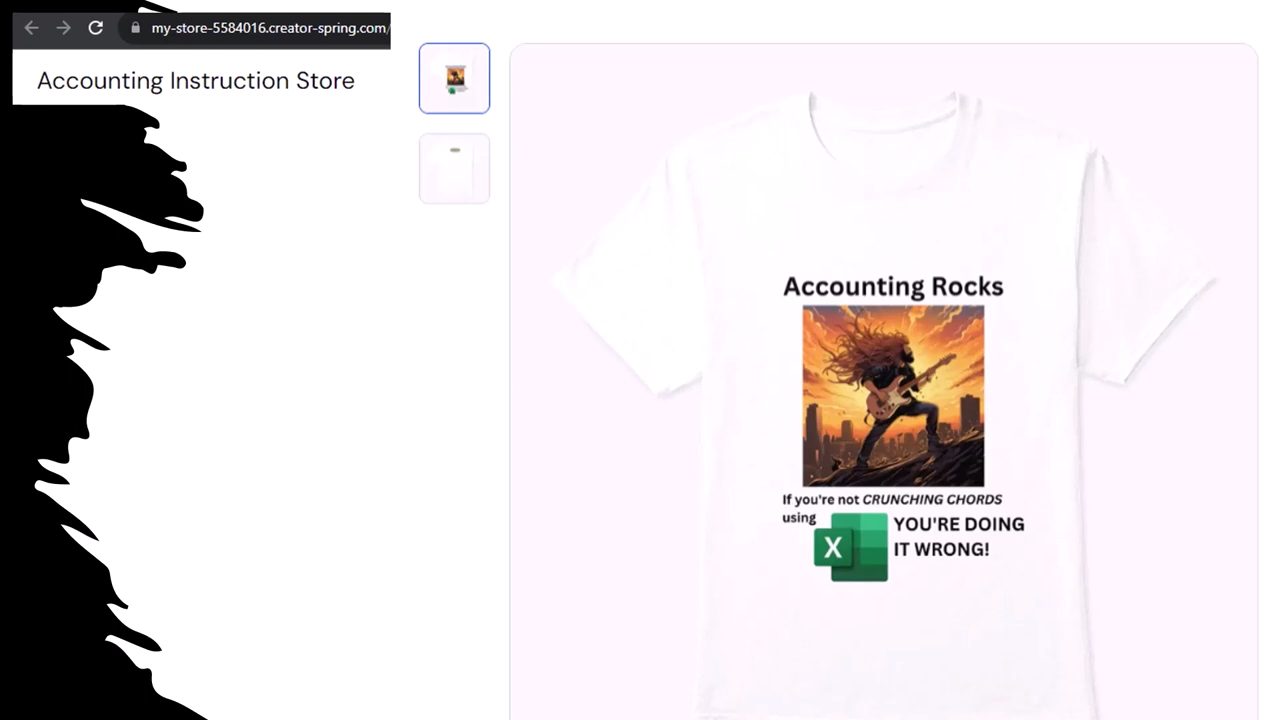 my-store-5584016.creator-spring.com/
Accounting Instruction Store
Accounting Rocks
If you're not CRUNCHING CHORDS
using
X
YOU'RE DOING
IT WRONG!